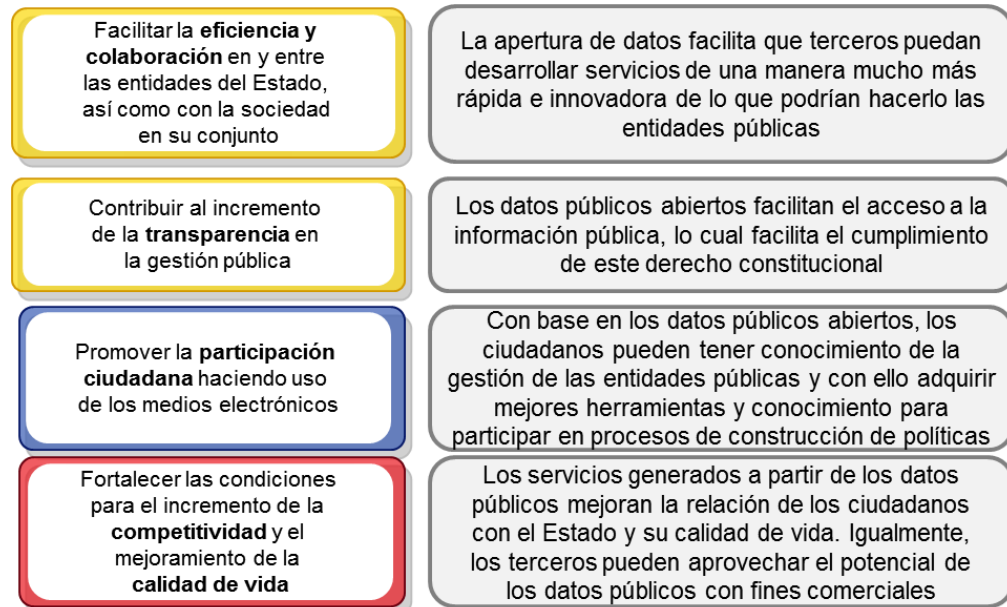 Facilitar la eficiencia y
colaboración en y entre
las entidades del Estado,
así como con la sociedad
en su conjunto
La apertura de datos facilita que terceros puedan
desarrollar servicios de una manera mucho más
rápida e innovadora de lo que podrían hacerlo las
entidades públicas
Contribuir al incremento
de la transparencia en
la gestión pública
Los datos públicos abiertos facilitan el acceso a la
información pública, lo cual facilita el cumplimiento
de este derecho constitucional
Promover la participación
ciudadana haciendo uso
de los medios electrónicos
Con base en los datos públicos abiertos, los
ciudadanos pueden tener conocimiento de la
gestión de las entidades públicas y con ello adquirir
mejores herramientas y conocimiento para
participar en procesos de construcción de políticas
Fortalecer las condiciones
para el incremento de la
competitividad y el
mejoramiento de la
calidad de vida
Los servicios generados a partir de los datos
públicos mejoran la relación de los ciudadanos
con el Estado y su calidad de vida. Igualmente,
los terceros pueden aprovechar el potencial de
los datos públicos con fines comerciales